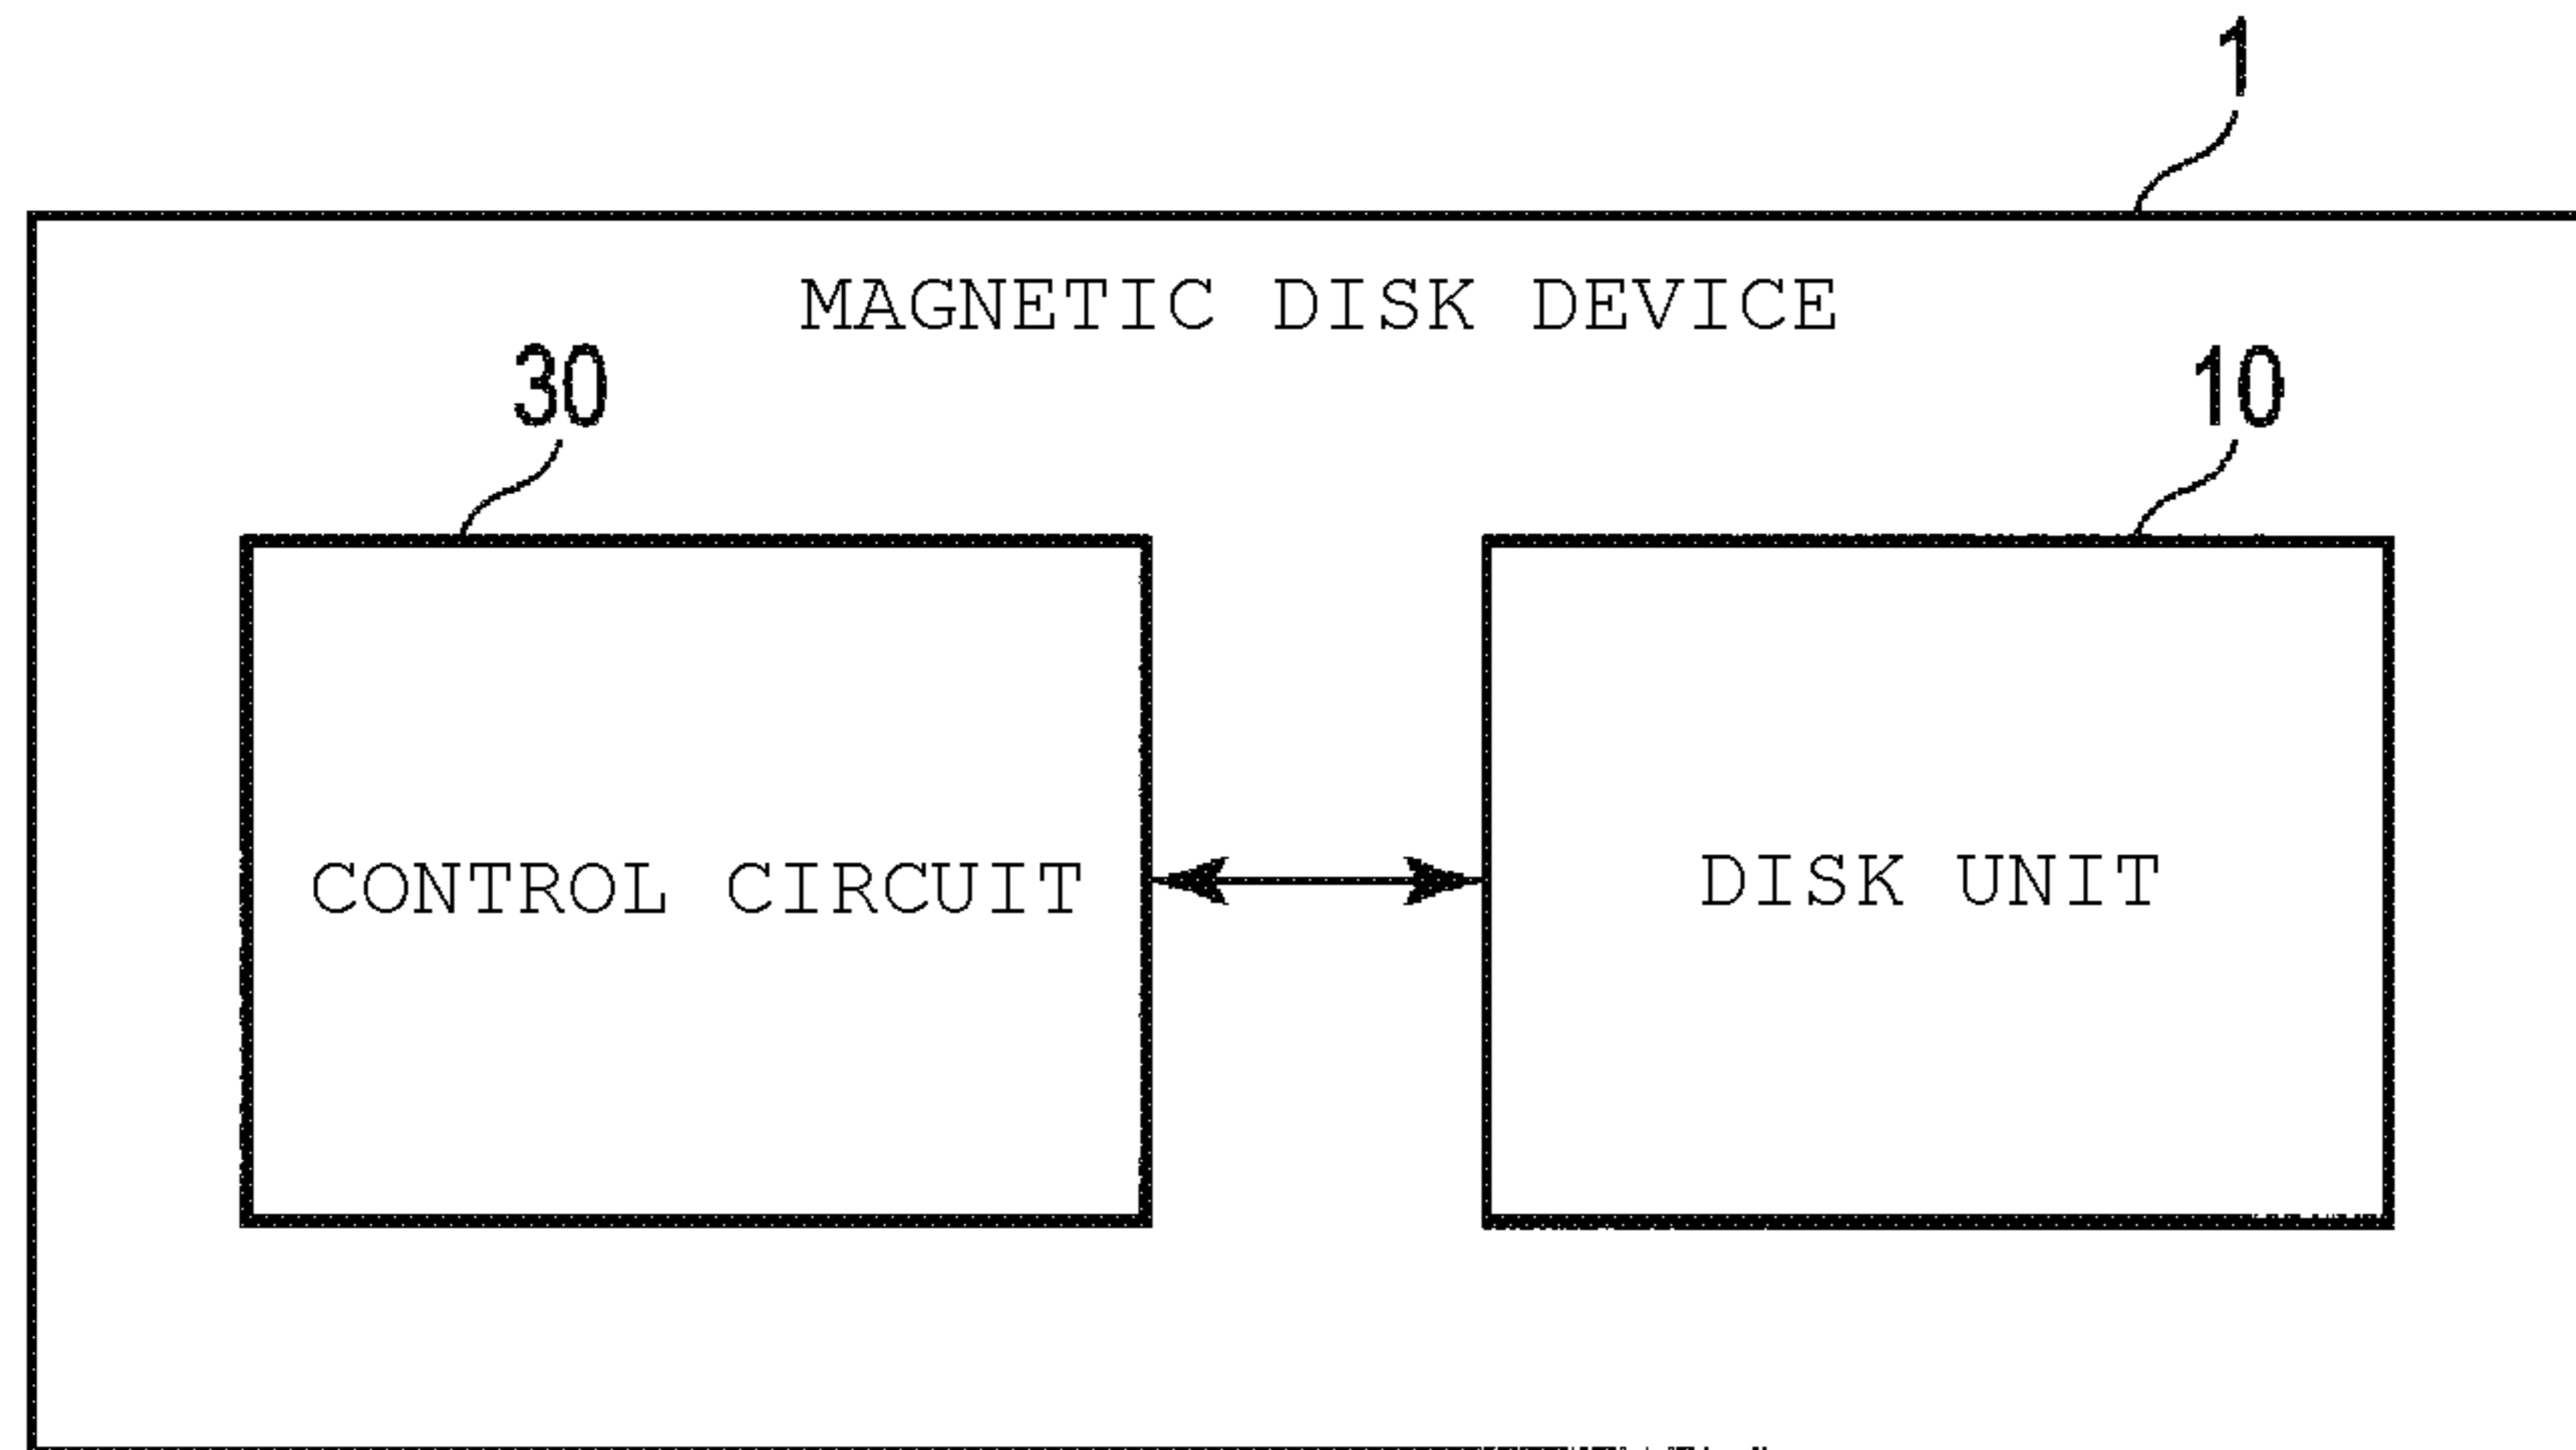 1
MAGNETIC DISK DEVICE
30
10
CONTROL CIRCUIT
DISK UNIT